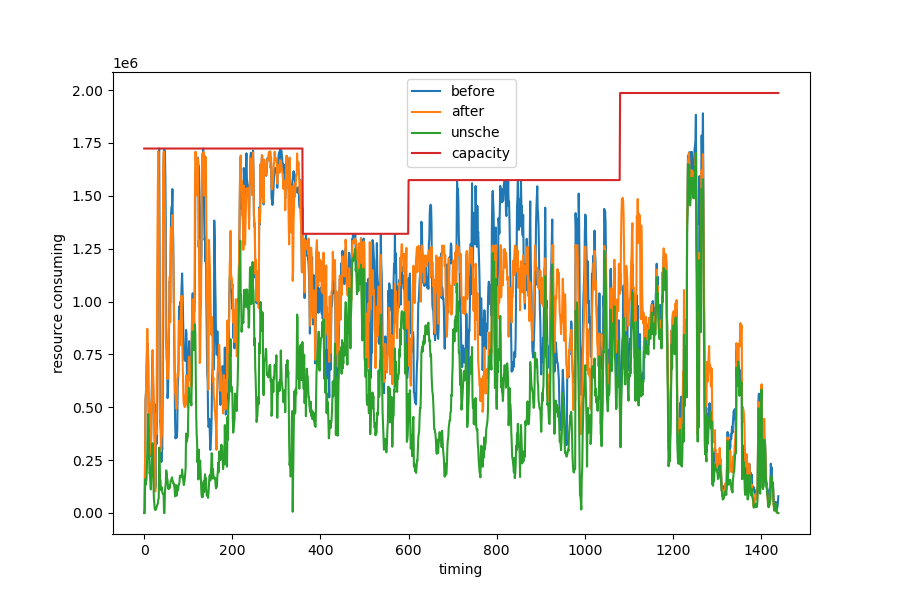 1e6
2.00
1.75
1.50
1.25
1.00
0.75
0.50
0.25
0.00
resource consuming
before
after
unsche
capacity
0 200 400 600 800 1000 1200 1400
timing